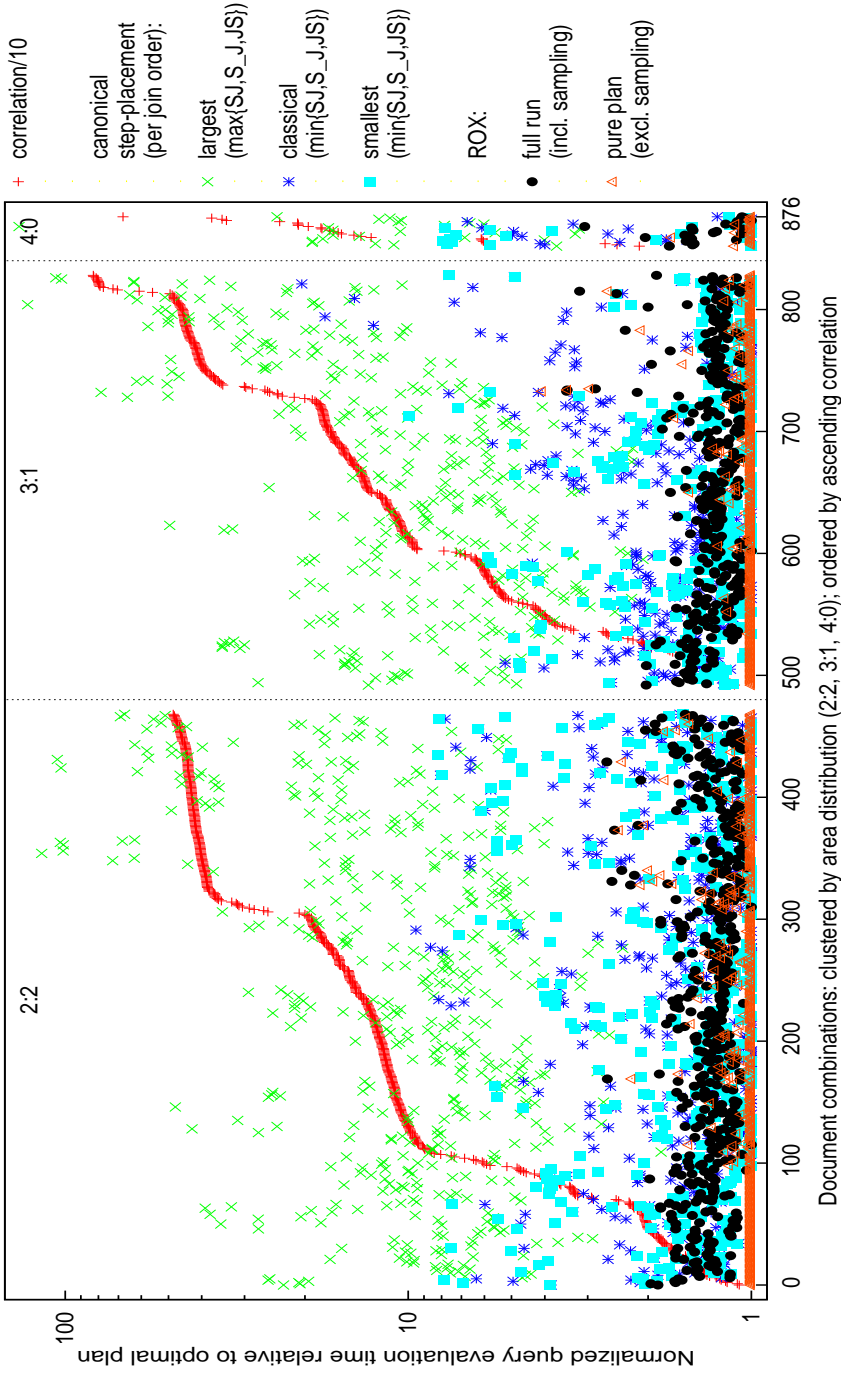 Normalized query evaluation time relative to optimal plan
100
10
1
2:2
3:1
4:0
0
100
200
300
400
500
600
700
800
876
Document combinations: clustered by area distribution (2:2, 3:1, 4:0); ordered by ascending correlation
correlation/10
canonical
step-placement
(per join order):
largest
(max{SJ,S_J,JS})
classical
(min{SJ,S_J,JS})
smallest
(min{SJ,S_J,JS})
ROX:
full run
(incl. sampling)
pure plan
(excl. sampling)